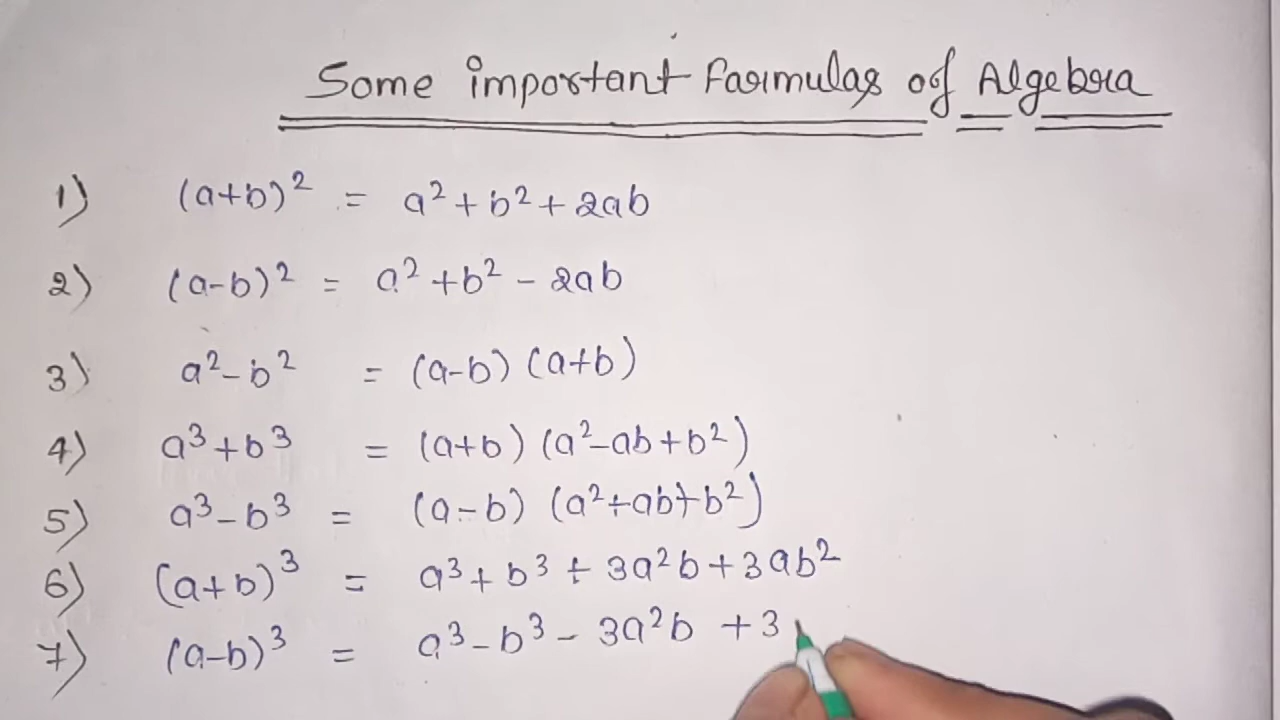 Some important Formulas of Algebra
1) (a+b)² = a²+b²+2ab
2) (a-b)² = a²+b²-2ab
3) a²-b² = (a-b) (a+b)
4) a³+b³ = (a+b) (a²-ab+b²)
5) a³-b³ = (a-b) (a²+ab+b²)
6) (a+b)³ = a³+b³+3a²b+3ab²
7) (a-b)³ = a³-b³-3a²b +3